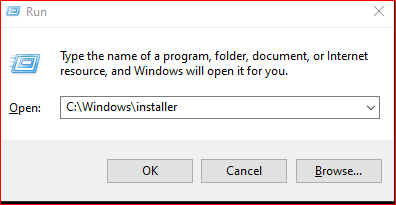 Run
Type the name of a program, folder, document, or Internet
resource, and Windows will open it for you.
Open: C:\Windows\installer
OK Cancel Browse...